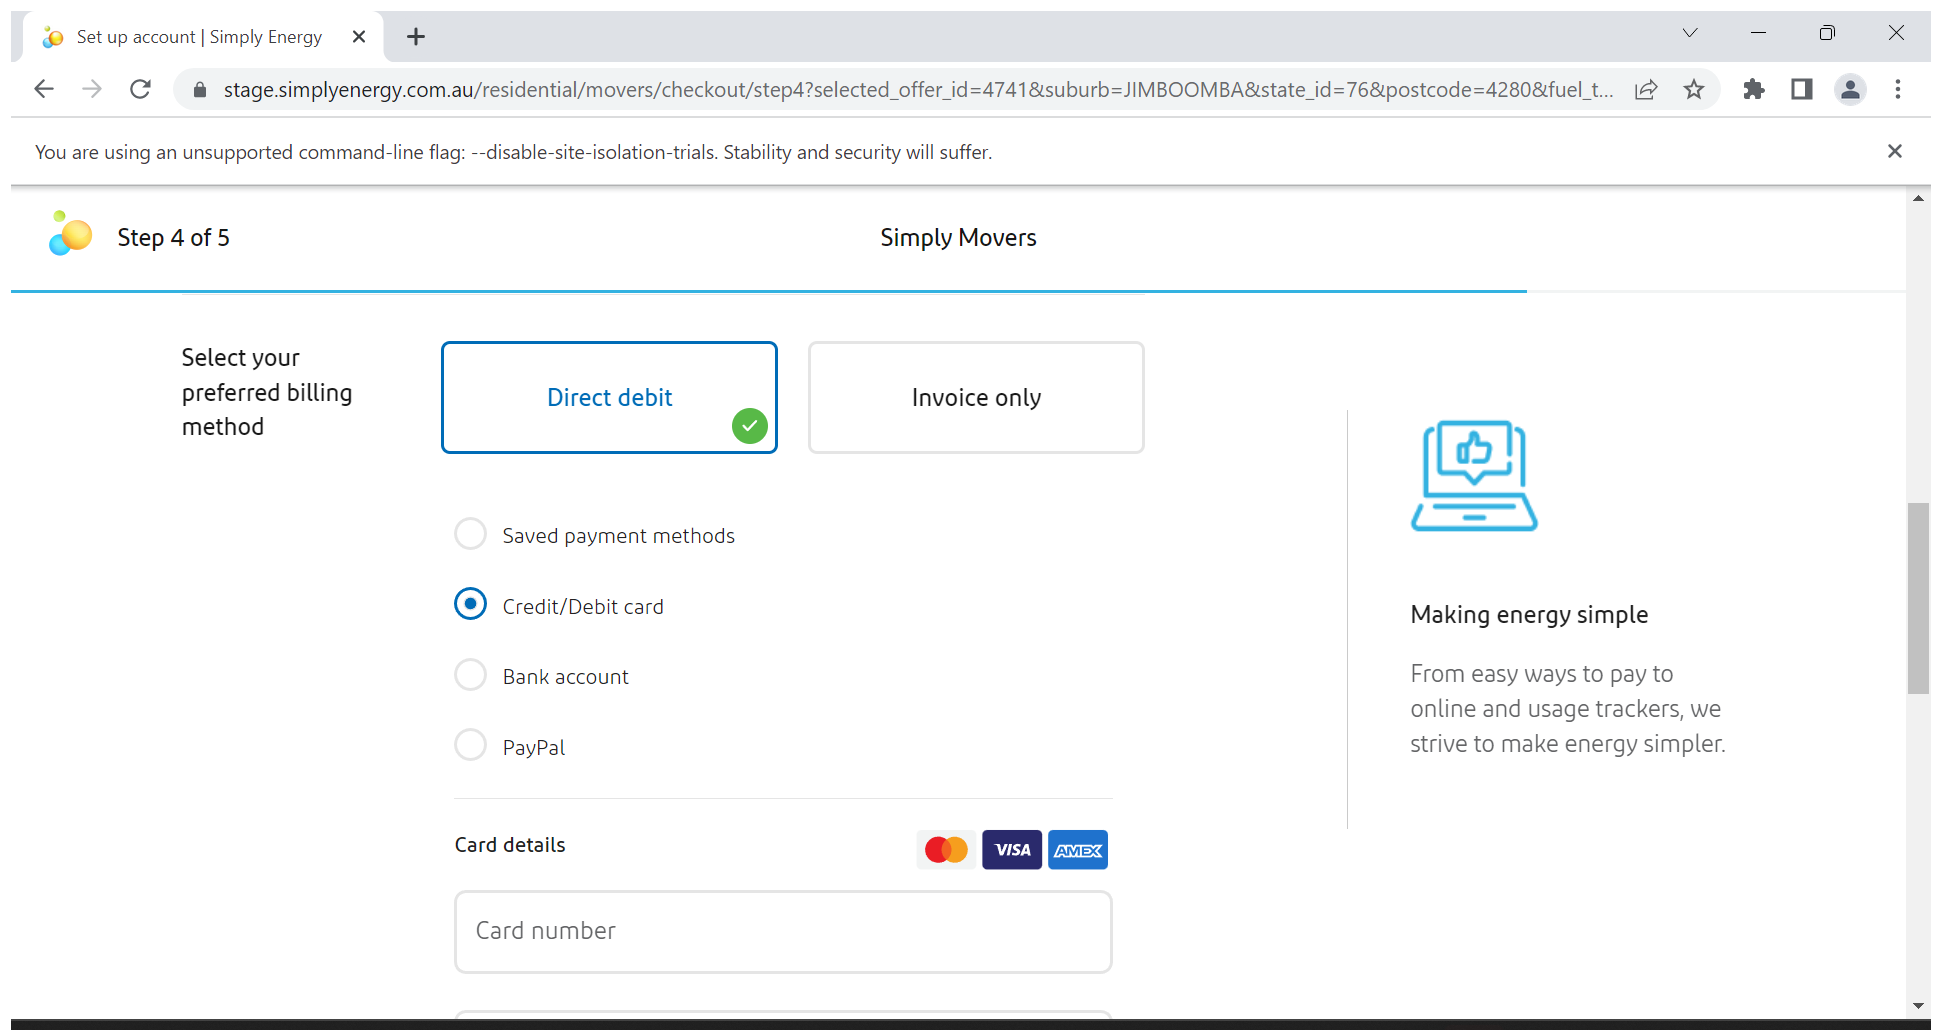 Set up account | Simply Energy
stage.simplyenergy.com.au/residential/movers/checkout/step4?selected_offer_id=4741&suburb=JIMBOOMBA&state_id=76&postcode=4280&fuel_t...
You are using an unsupported command-line flag: --disable-site-isolation-trials. Stability and security will suffer.
Step 4 of 5
Simply Movers
Select your
preferred billing
method
Direct debit
Invoice only
Saved payment methods
Credit/Debit card
Bank account
PayPal
Making energy simple
From easy ways to pay to
online and usage trackers, we
strive to make energy simpler.
Card details
VISA
AMEX
Card number